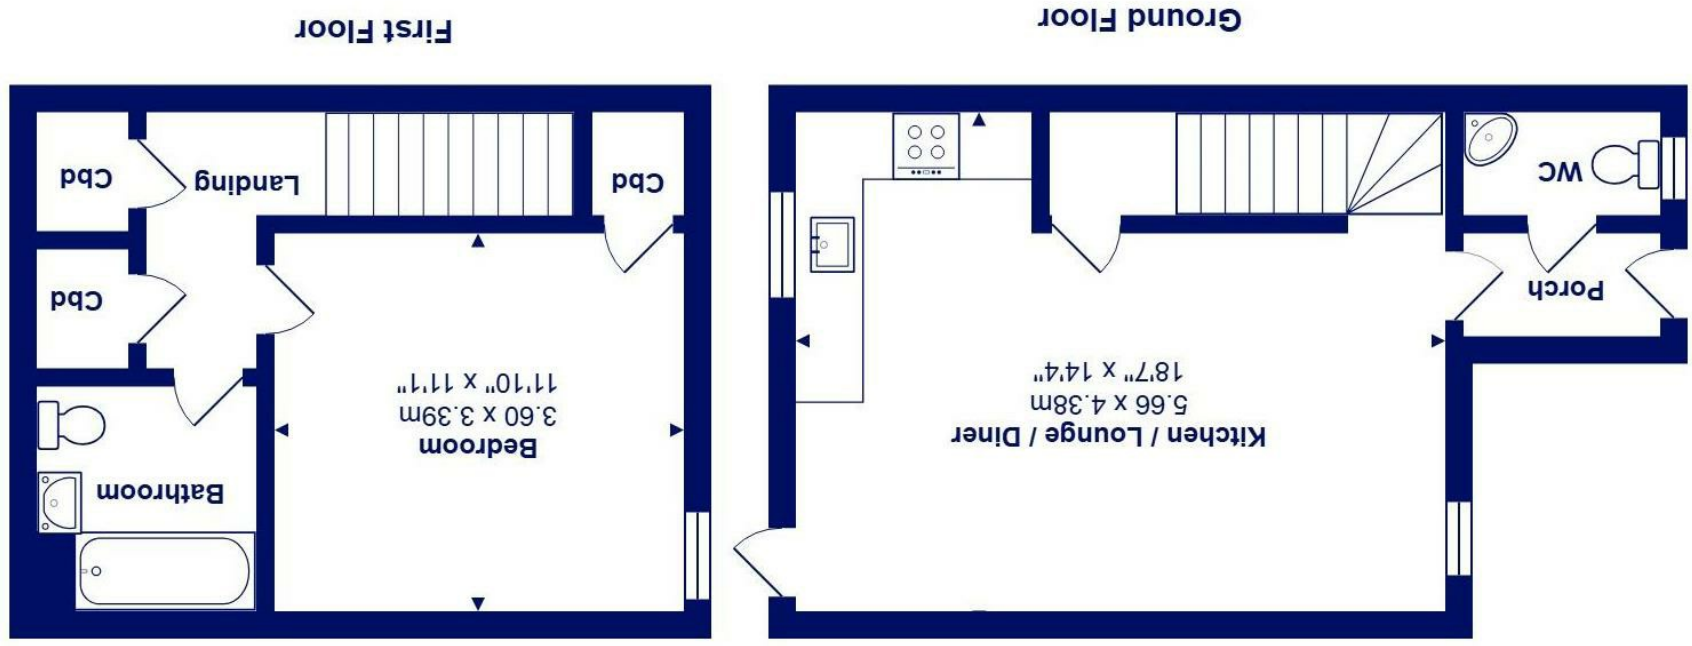 Ground Floor
WC
Porch
Kitchen / Lounge / Diner
5.66 x 4.38m
18'7" x 14'4"
First Floor
Cbd
Landing
Cbd
Cbd
Bedroom
3.60 x 3.39m
11'10" x 11'1"
Bathroom